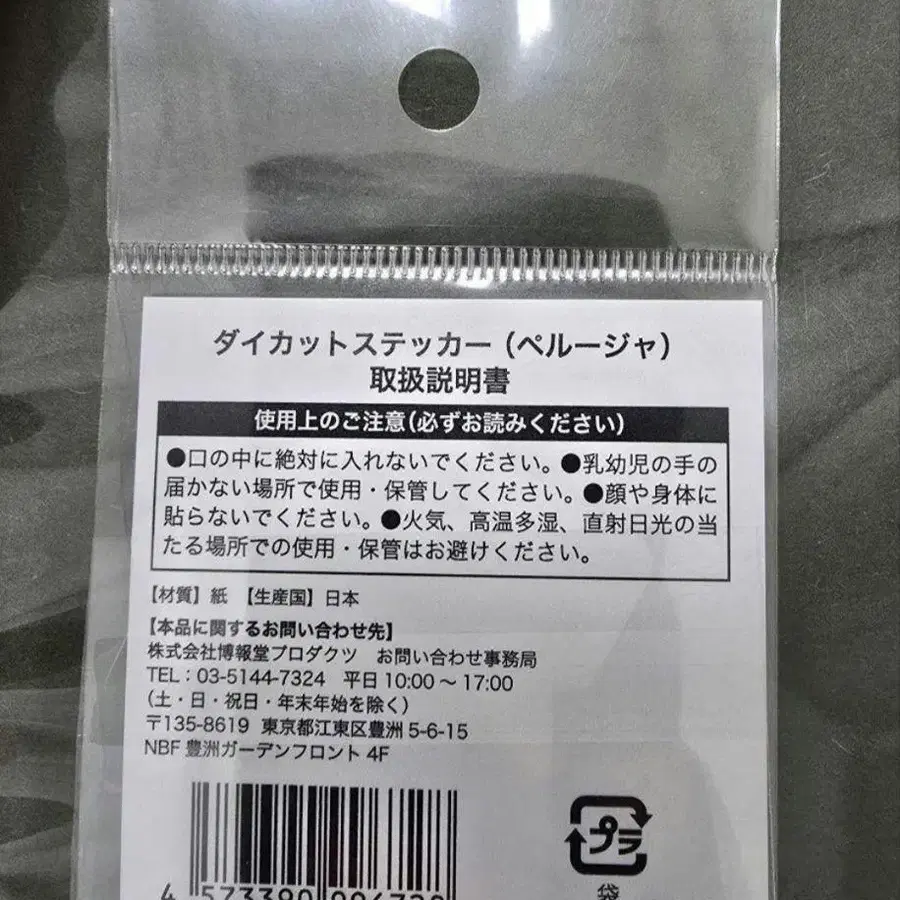 ダイカットステッカー（ペルージャ）
取扱説明書
使用上のご注意（必ずお読みください）
●口の中に絶対に入れないでください。●乳幼児の手の
届かない場所で使用・保管してください。●顔や身体に
貼らないでください。●火気、高温多湿、直射日光の当
たる場所での使用・保管はお避けください。
【材質】紙 【生産国】日本
【本品に関するお問い合わせ先】
株式会社博報堂プロダクツ お問い合わせ事務局
TEL：03-5144-7324 平日 10:00 〜 17:00
（土・日・祝日・年末年始を除く）
〒135-8619 東京都江東区豊洲 5-6-15
NBF 豊洲ガーデンフロント 4F
プラ
袋